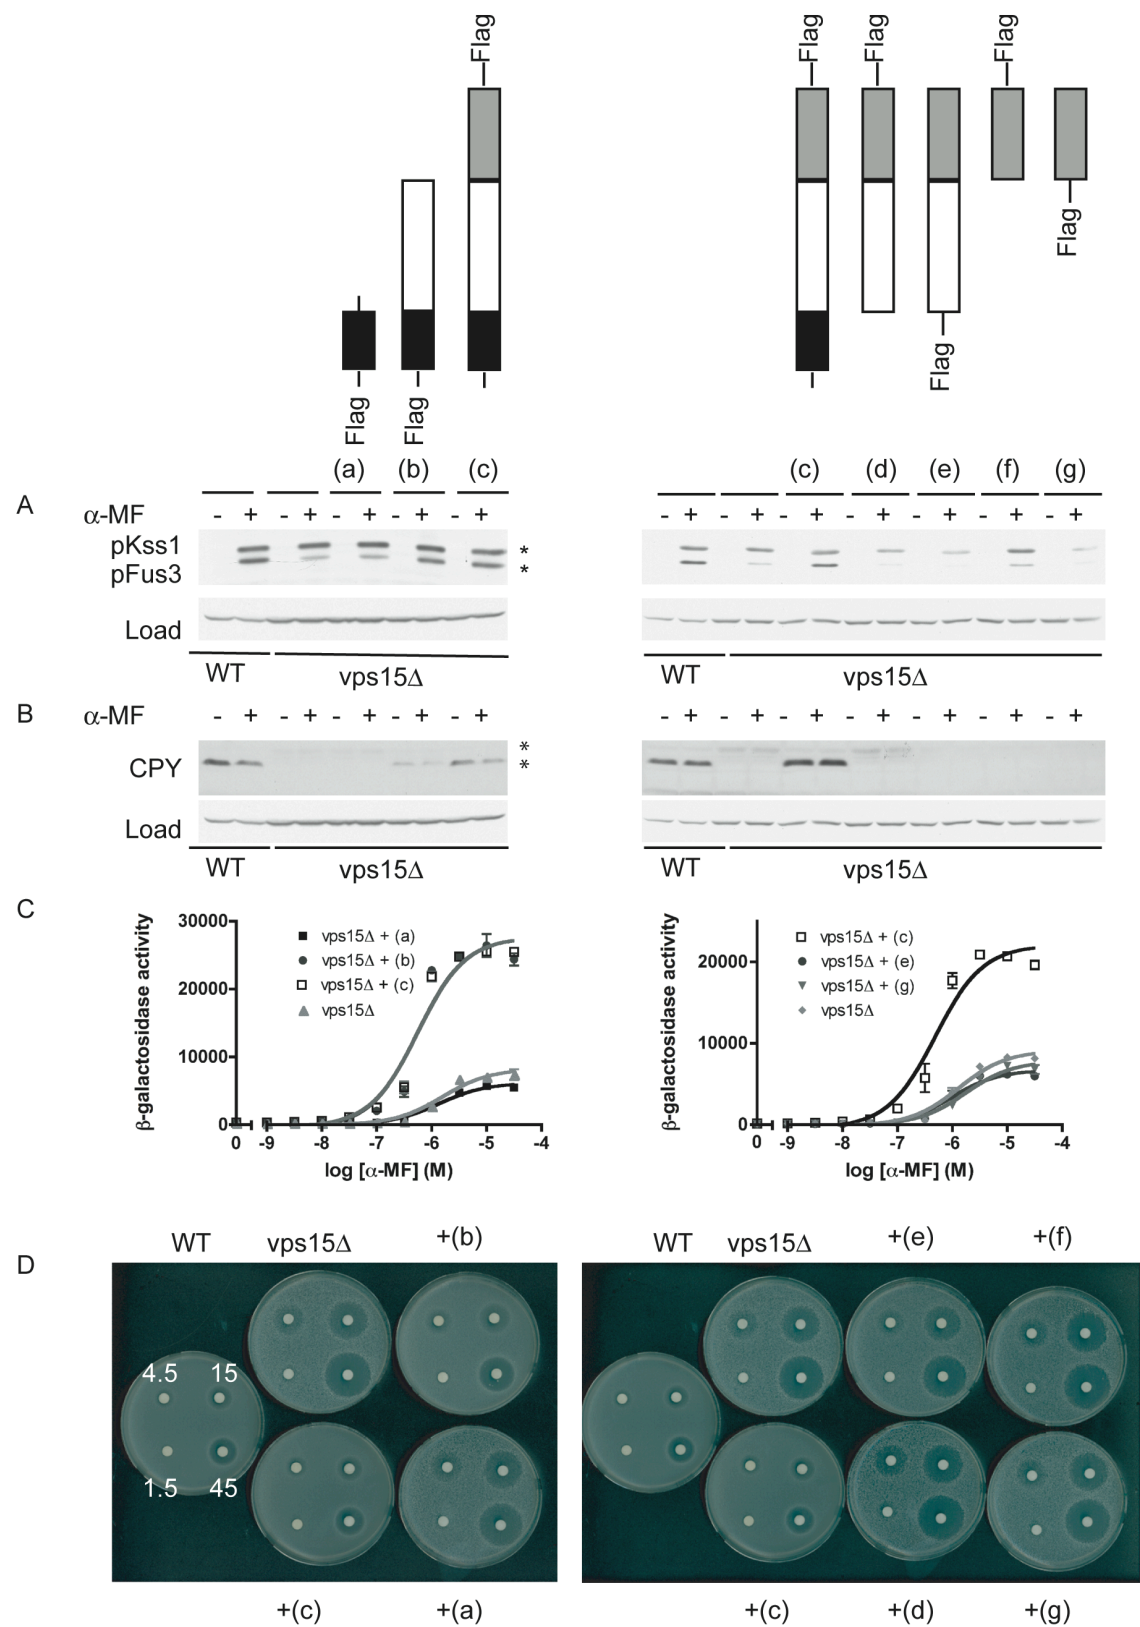 Flag
Flag Flag Flag
Flag Flag Flag Flag
(a) (b) (c) (c) (d) (e) (f) (g)
A
α-MF - + - + - + - + - + - + - + - + - + - + - + - +
pKss1 *
pFus3 *
Load
WT vps15Δ WT vps15Δ
B α-MF - + - + - + - + - + - + - + - + - + - + - + - +
*
CPY *
Load
WT vps15Δ WT vps15Δ
C
β-galactosidase activity
30000
20000
10000
0
vps15Δ + (a)
vps15Δ + (b)
vps15Δ + (c)
vps15Δ
0 -9 -8 -7 -6 -5 -4
log [α-MF] (M)
β-galactosidase activity
20000
10000
0
vps15Δ + (c)
vps15Δ + (e)
vps15Δ + (g)
vps15Δ
0 -9 -8 -7 -6 -5 -4
log [α-MF] (M)
D
WT vps15Δ +(b) WT vps15Δ +(e) +(f)
4.5 15
1.5 45
+(c) +(a) +(c) +(d) +(g)